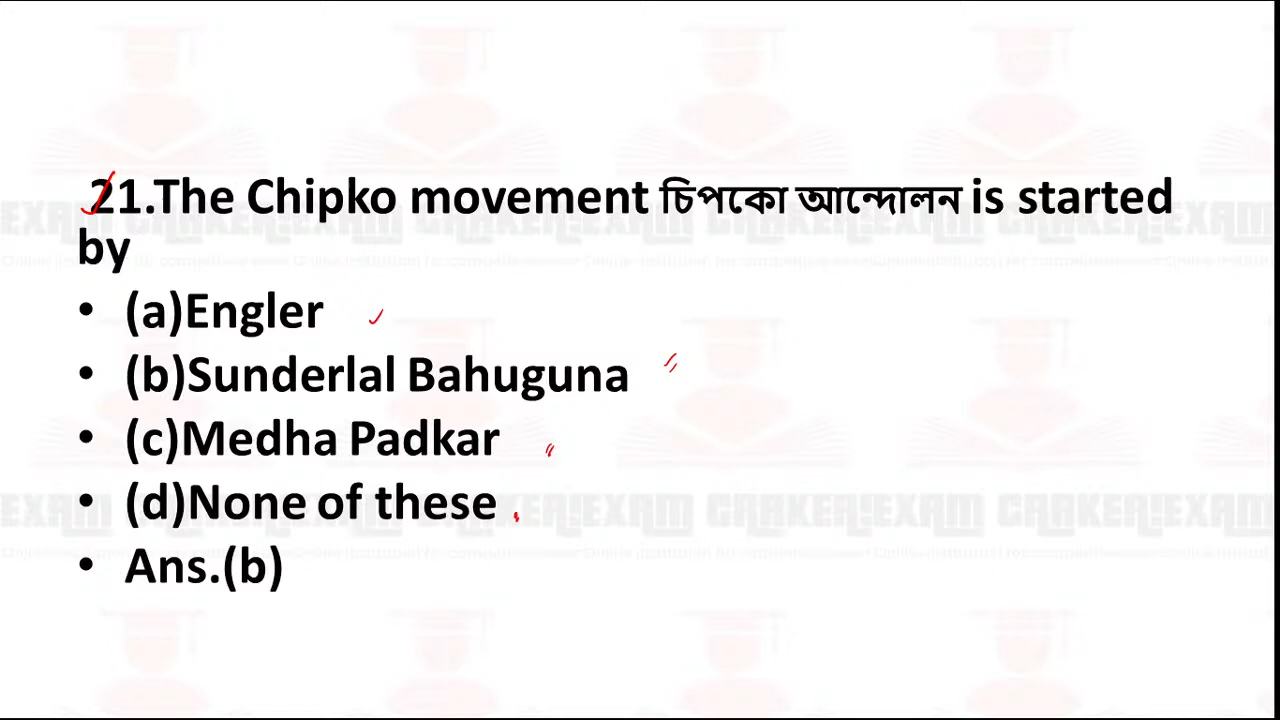 21.The Chipko movement চিপকো আন্দোলন is started
by
• (a)Engler
• (b)Sunderlal Bahuguna
• (c)Medha Padkar
• (d)None of these
• Ans.(b)